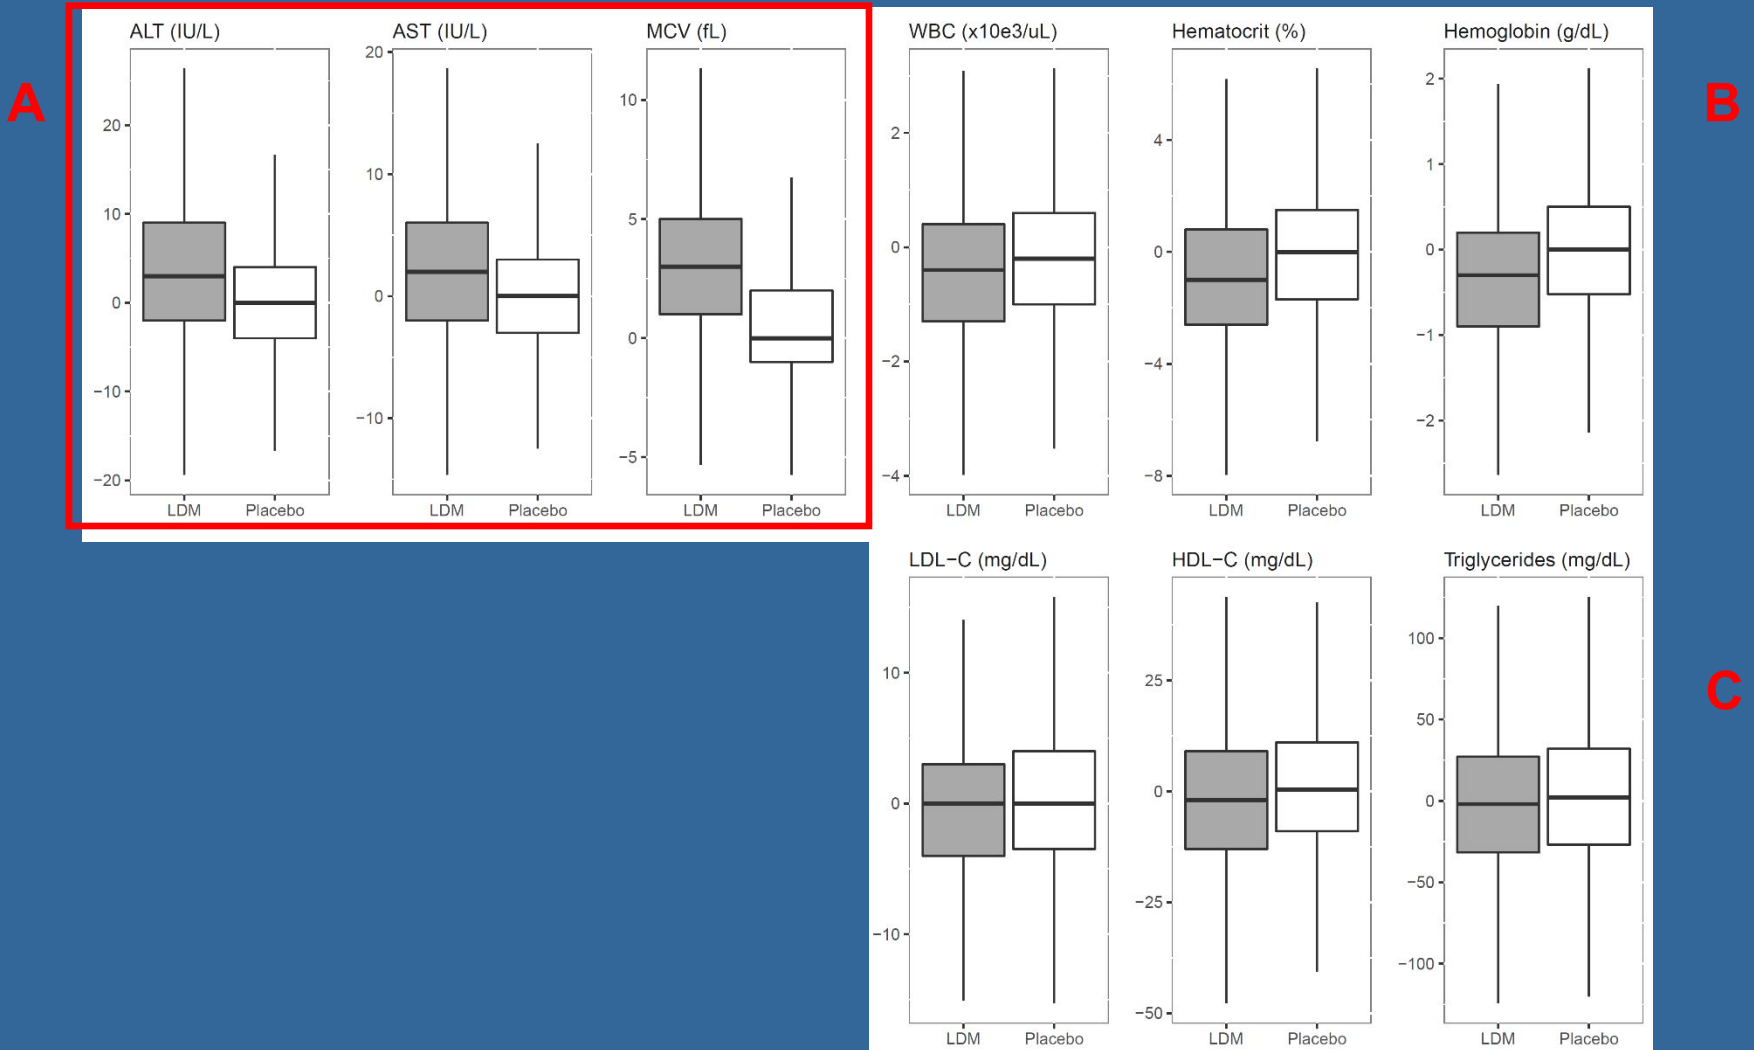 A
B
C
ALT (IU/L)
20
10
0
−10
−20
LDM Placebo
AST (IU/L)
20
10
0
−10
LDM Placebo
MCV (fL)
10
5
0
−5
LDM Placebo
WBC (x10e3/uL)
2
0
−2
−4
LDM Placebo
Hematocrit (%)
4
0
−4
−8
LDM Placebo
Hemoglobin (g/dL)
2
1
0
−1
−2
LDM Placebo
LDL−C (mg/dL)
10
0
−10
LDM Placebo
HDL−C (mg/dL)
25
0
−25
−50
LDM Placebo
Triglycerides (mg/dL)
100
50
0
−50
−100
LDM Placebo